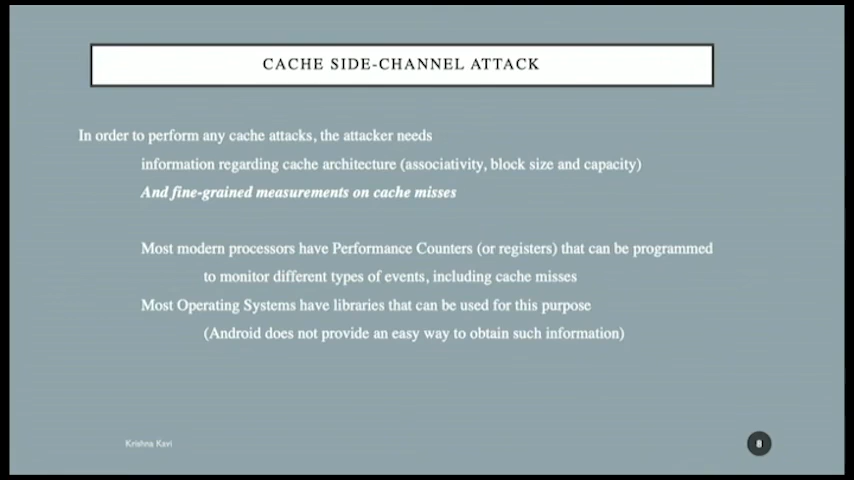 CACHE SIDE-CHANNEL ATTACK
In order to perform any cache attacks, the attacker needs
information regarding cache architecture (associativity, block size and capacity)
And fine-grained measurements on cache misses
Most modern processors have Performance Counters (or registers) that can be programmed
to monitor different types of events, including cache misses
Most Operating Systems have libraries that can be used for this purpose
(Android does not provide an easy way to obtain such information)
Krishna Kavi
8